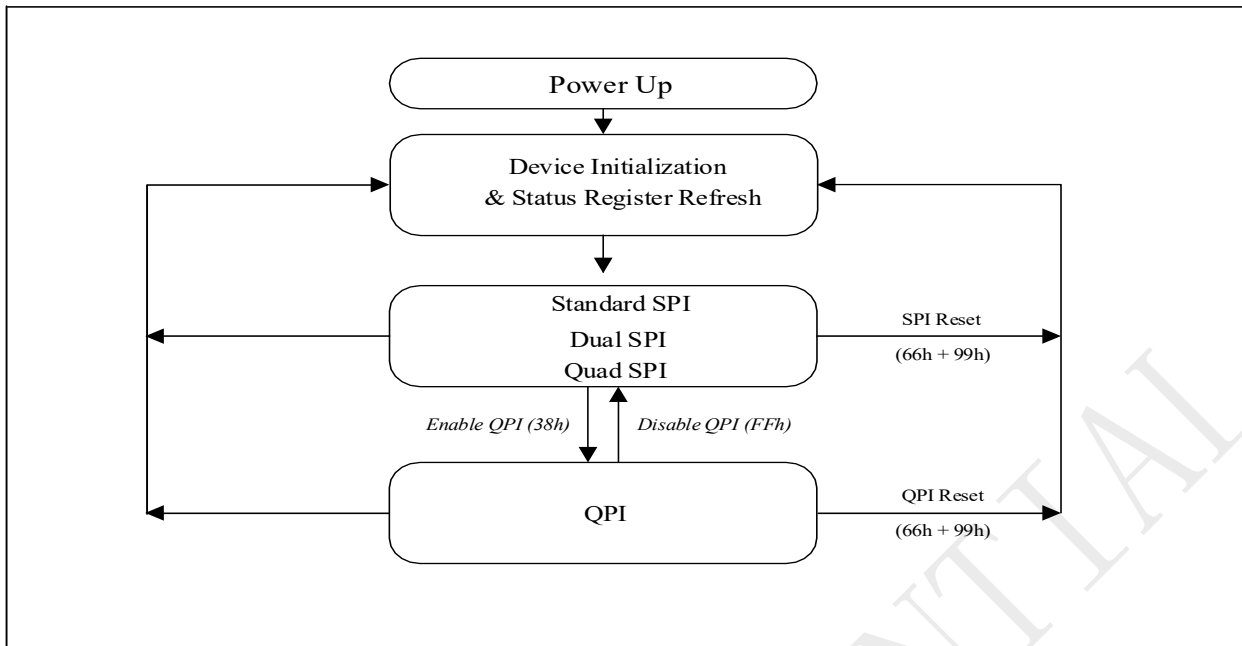 Power Up
Device Initialization
& Status Register Refresh
Standard SPI
Dual SPI
Quad SPI
SPI Reset
(66h + 99h)
Enable QPI (38h)
Disable QPI (FFh)
QPI
QPI Reset
(66h + 99h)